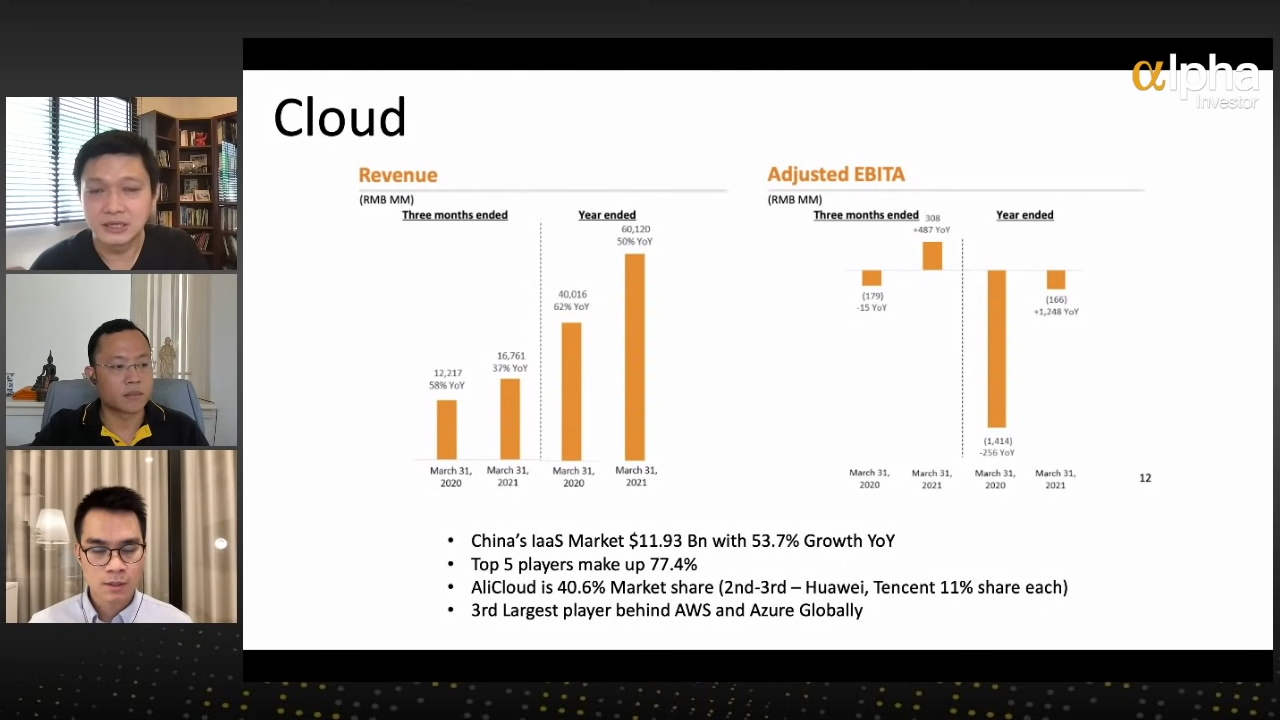 αlpha
Investor
Cloud
Revenue
(RMB MM)
Three months ended
Year ended
60,120
50% YoY
40,016
62% YoY
16,761
37% YoY
12,217
58% YoY
March 31,
2020
March 31,
2021
March 31,
2020
March 31,
2021
Adjusted EBITA
(RMB MM)
Three months ended
Year ended
308
+487 YoY
(179)
-15 YoY
(166)
+1,248 YoY
(1,414)
-256 YoY
March 31,
2020
March 31,
2021
March 31,
2020
March 31,
2021
12
• China's IaaS Market $11.93 Bn with 53.7% Growth YoY
• Top 5 players make up 77.4%
• AliCloud is 40.6% Market share (2nd-3rd – Huawei, Tencent 11% share each)
• 3rd Largest player behind AWS and Azure Globally